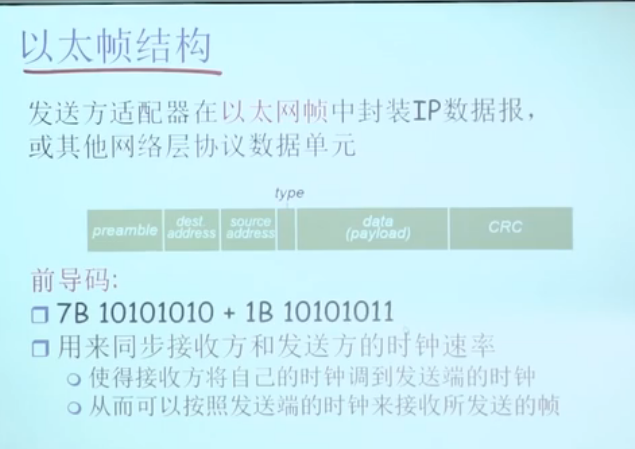 以太帧结构
发送方适配器在以太网帧中封装IP数据报，
或其他网络层协议数据单元
type
preamble dest address source address data (payload) CRC
前导码:
7B 10101010 + 1B 10101011
用来同步接收方和发送方的时钟速率
使得接收方将自己的时钟调到发送端的时钟
从而可以按照发送端的时钟来接收所发送的帧